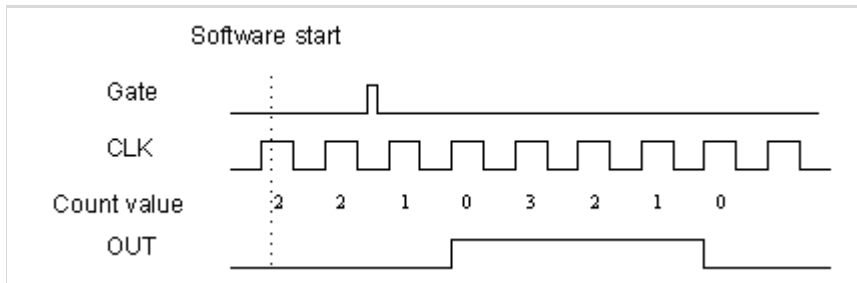 Software start
Gate
CLK
Count value 2 2 1 0 3 2 1 0
OUT